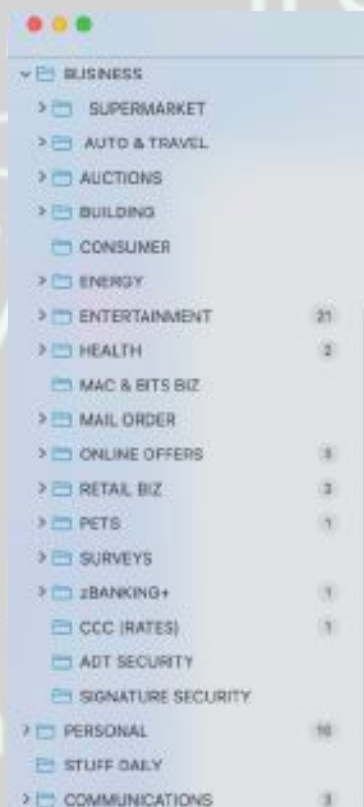 BUSINESS
SUPERMARKET
AUTO & TRAVEL
AUCTIONS
BUILDING
CONSUMER
ENERGY
ENTERTAINMENT 21
HEALTH 2
MAC & BITS BIZ
MAIL ORDER
ONLINE OFFERS
RETAIL BIZ
PETS 1
SURVEYS
zBANKING+ 1
CCC (RATES) 1
ADT SECURITY
SIGNATURE SECURITY
PERSONAL
STUFF DAILY
COMMUNICATIONS